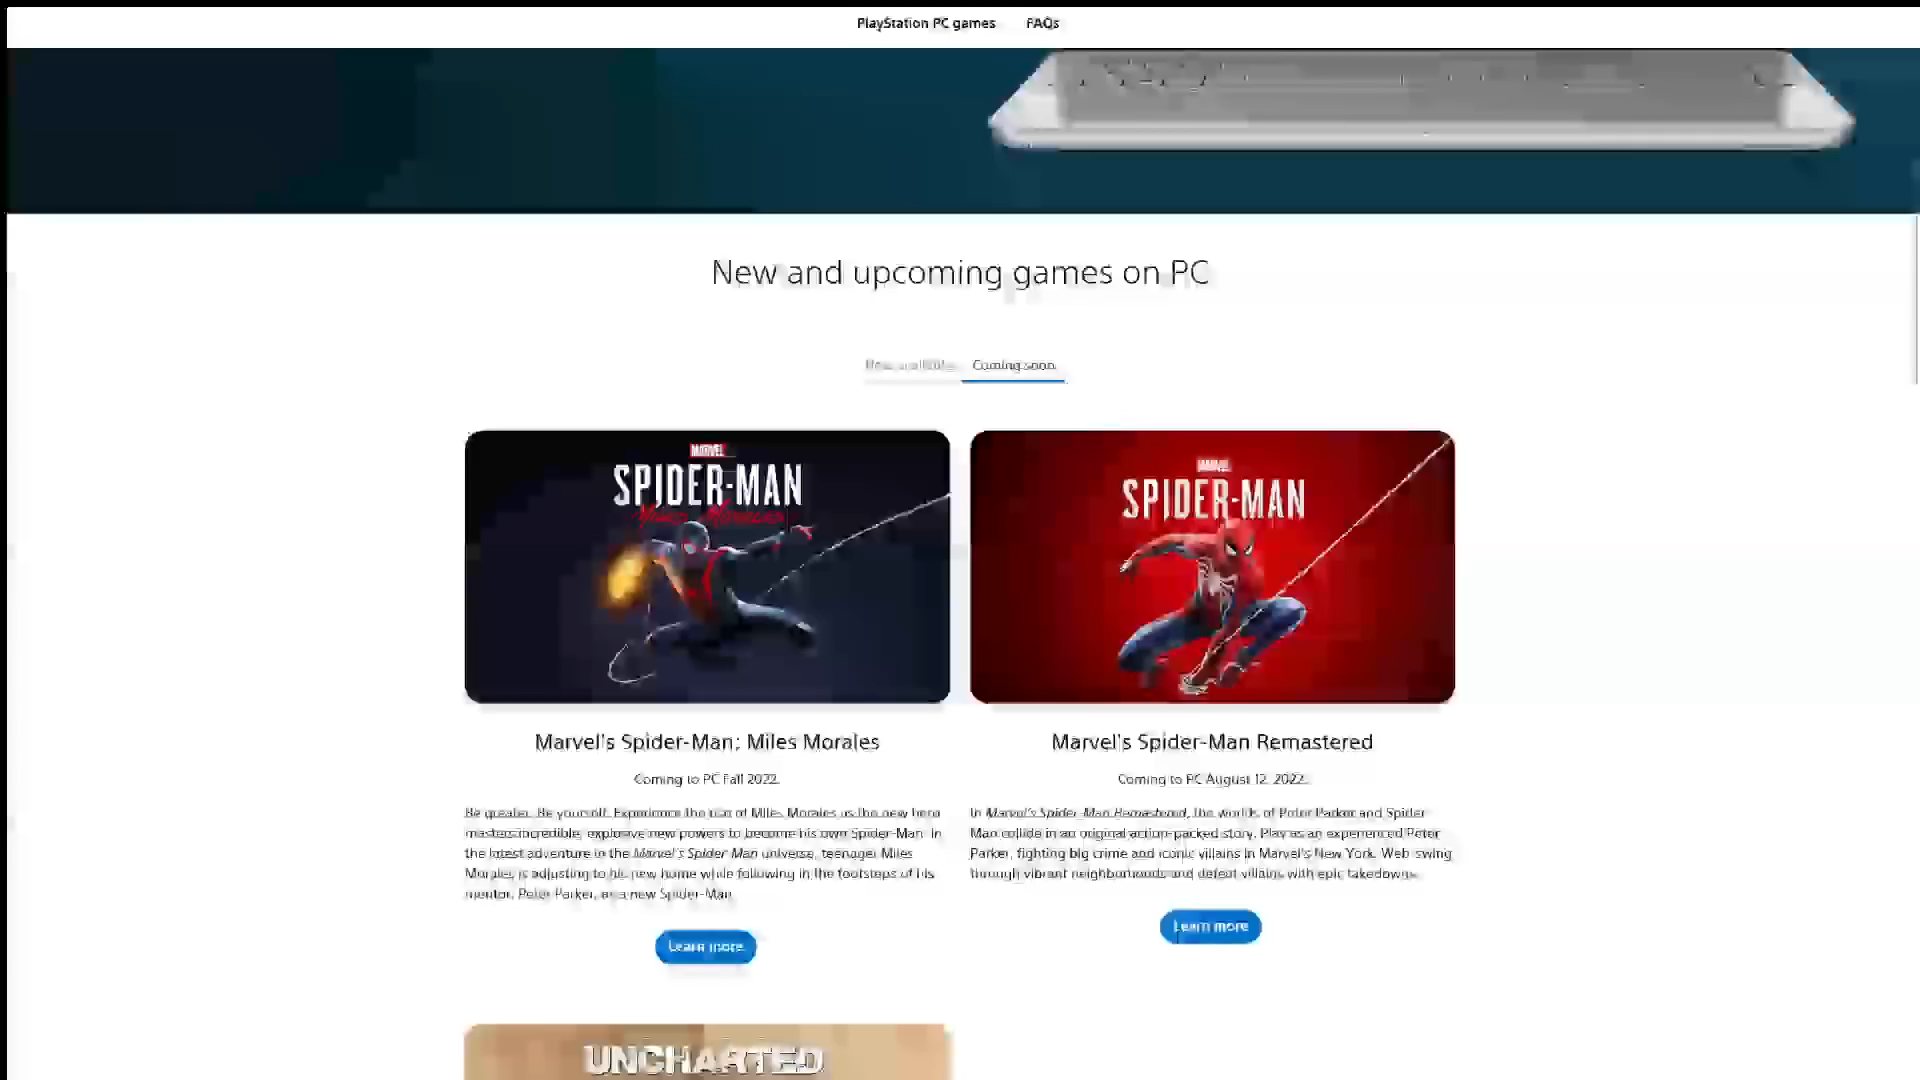 PlayStation PC games FAQs
New and upcoming games on PC
Coming soon
MARVEL
SPIDER-MAN
Miles Morales
MARVEL
SPIDER-MAN
Marvel's Spider-Man: Miles Morales
Coming to PC Fall 2022.
Be greater. Be yourself. Experience the rise of Miles Morales as the new hero
masters incredible, explosive new powers to become his own Spider-Man. In
the latest adventure in the Marvel's Spider-Man universe, teenager Miles
Morales is adjusting to his new home while following in the footsteps of his
mentor, Peter Parker, as a new Spider-Man.
Learn more
Marvel's Spider-Man Remastered
Coming to PC August 12, 2022.
In Marvel's Spider-Man Remastered, the worlds of Peter Parker and Spider-
Man collide in an original action-packed story. Play as an experienced Peter
Parker, fighting big crime and iconic villains in Marvel's New York. Web-swing
through vibrant neighborhoods and defeat villains with epic takedowns.
Learn more
UNCHARTED